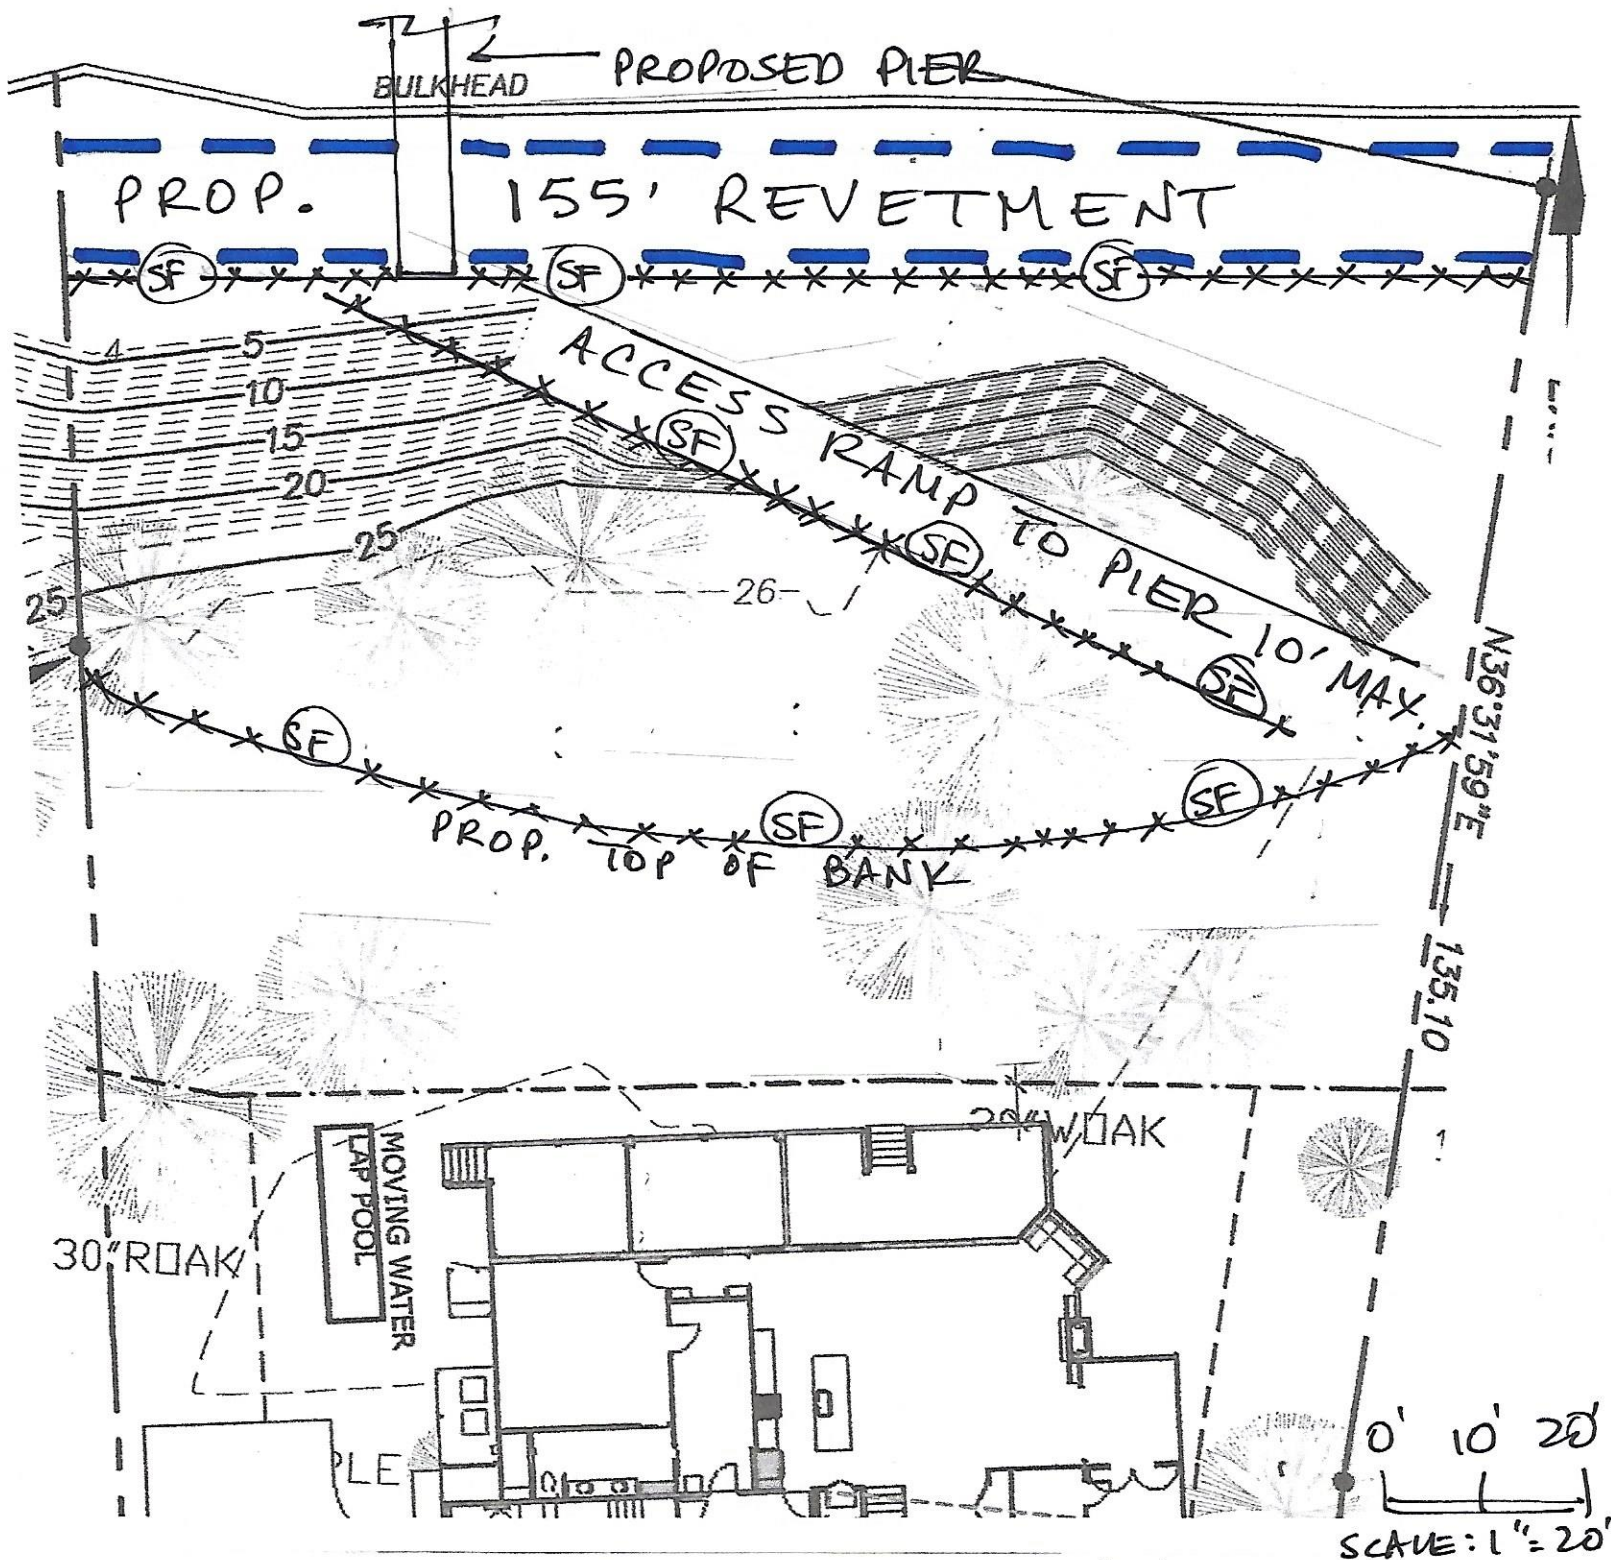 PROPOSED PIER
BULKHEAD
PROP. 155' REVETMENT
SF
SF
SF
ACCESS RAMP TO PIER 10' MAX.
4
5
10
15
20
25
25
26
SF
SF
SF
N36°31'59"E
135.10
SF
SF
SF
PROP. TOP OF BANK
WOAK
30"ROAK
MOVING WATER
LAP POOL
PLE
0' 10' 20'
SCALE: 1"=20'